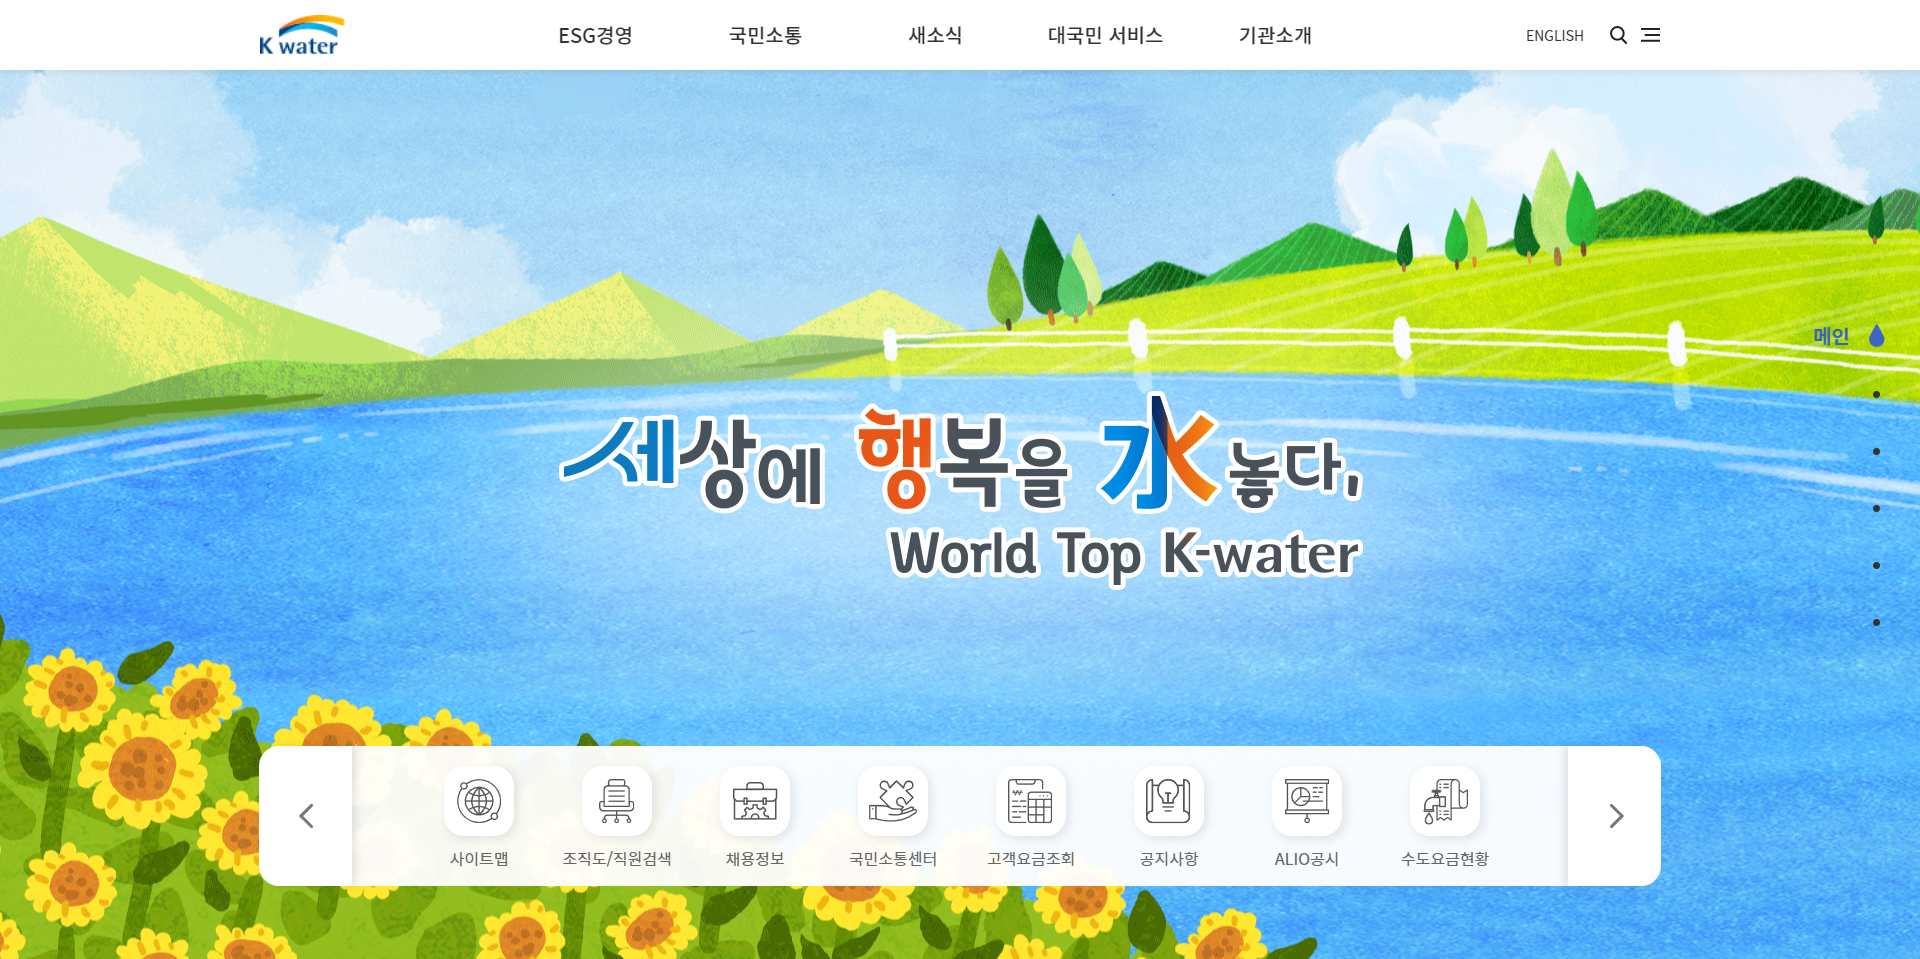 K water
ESG경영 국민소통 새소식 대국민 서비스 기관소개 ENGLISH
메인
세상에 행복을 水 놓다,
World Top K-water
사이트맵 조직도/직원검색 채용정보 국민소통센터 고객요금조회 공지사항 ALIO공시 수도요금현황